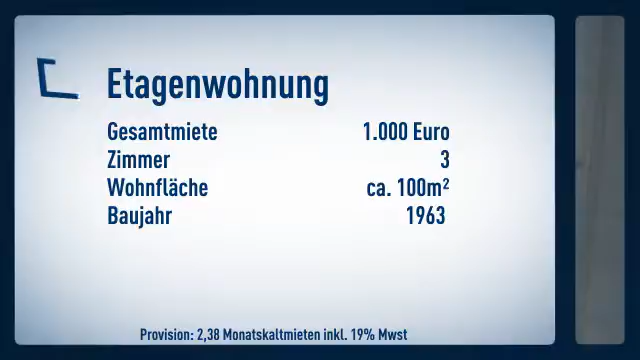 Etagenwohnung
Gesamtmiete 1.000 Euro
Zimmer 3
Wohnfläche ca. 100m²
Baujahr 1963
Provision: 2,38 Monatskaltmieten inkl. 19% Mwst